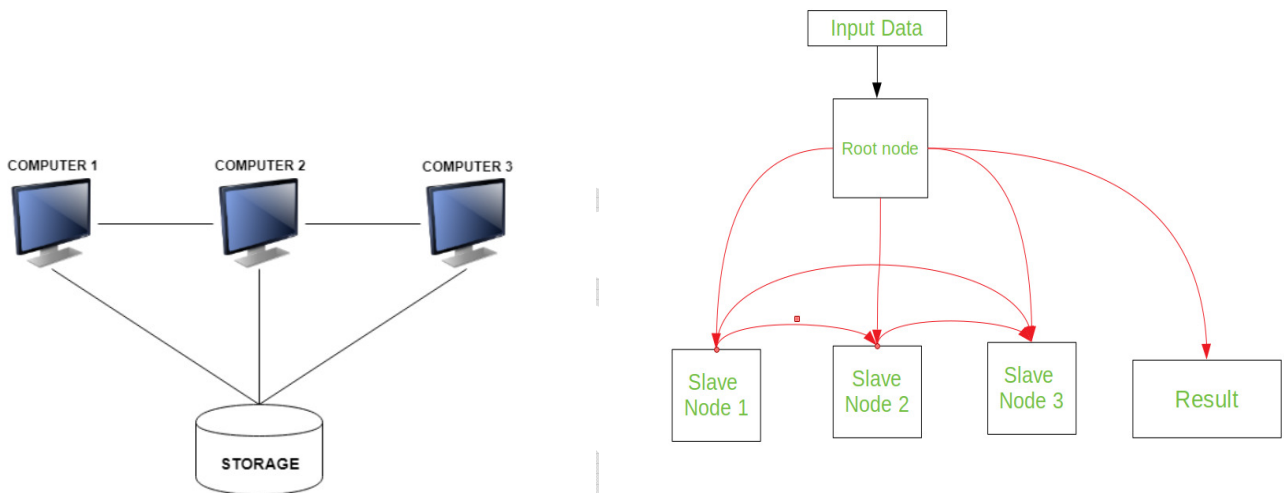 COMPUTER 1
COMPUTER 2
COMPUTER 3
STORAGE
Input Data
Root node
Slave
Node 1
Slave
Node 2
Slave
Node 3
Result